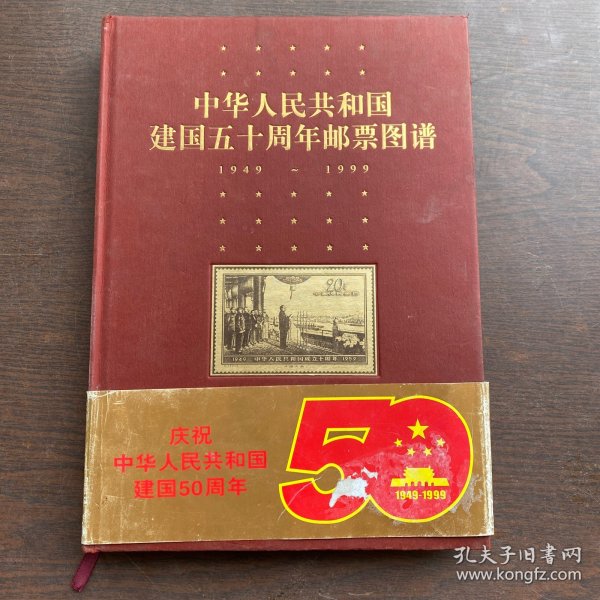 中华人民共和国
建国五十周年邮票图谱
1949 ~ 1999
20
1949 中华人民共和国成立十周年 1959
庆祝
中华人民共和国
建国50周年
50
1949-1999
孔夫子旧书网
www.kongfz.com